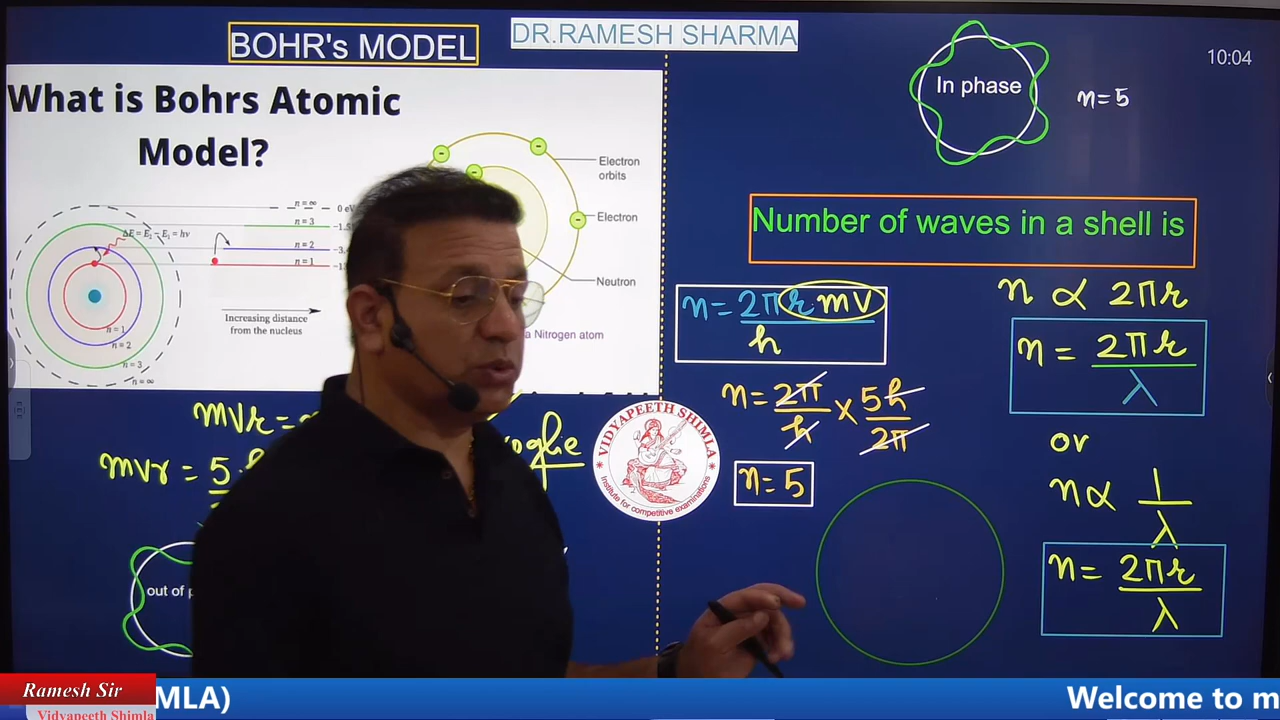 BOHR's MODEL
DR.RAMESH SHARMA
10:04
What is Bohrs Atomic
Model?
n = ∞
0 eV
n = 3
n = 2
n = 1
n = 1
n = 2
n = 3
n = ∞
Increasing distance
from the nucleus
Electron
orbits
Electron
Neutron
a Nitrogen atom
In phase
n=5
Number of waves in a shell is
n = 2πr mv / h
n = 2π / h × 5h / 2π
n = 5
n ∝ 2πr
n = 2πr / λ
or
n ∝ 1 / λ
n = 2πr / λ
mvr =
mvr = 5
out of
VIDYAPEETH SHIMLA
Institute for competitive examinations
Ramesh Sir
Vidyapeeth Shimla
MLA)
Welcome to m